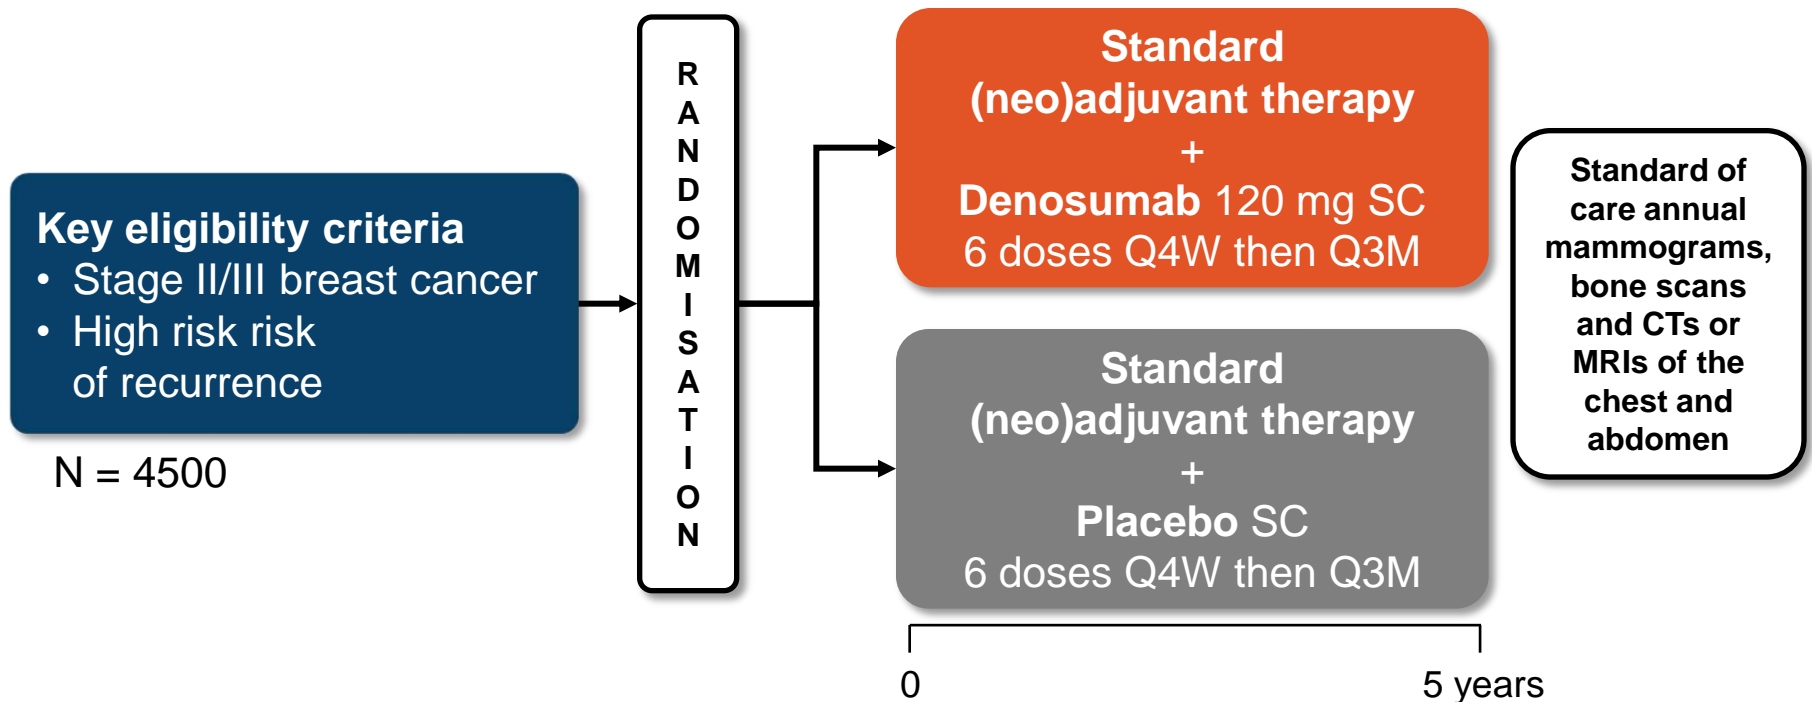 Key eligibility criteria
• Stage II/III breast cancer
• High risk risk
of recurrence
N = 4500
R
A
N
D
O
M
I
S
A
T
I
O
N
Standard
(neo)adjuvant therapy
+
Denosumab 120 mg SC
6 doses Q4W then Q3M
Standard
(neo)adjuvant therapy
+
Placebo SC
6 doses Q4W then Q3M
0
5 years
Standard of
care annual
mammograms,
bone scans
and CTs or
MRIs of the
chest and
abdomen